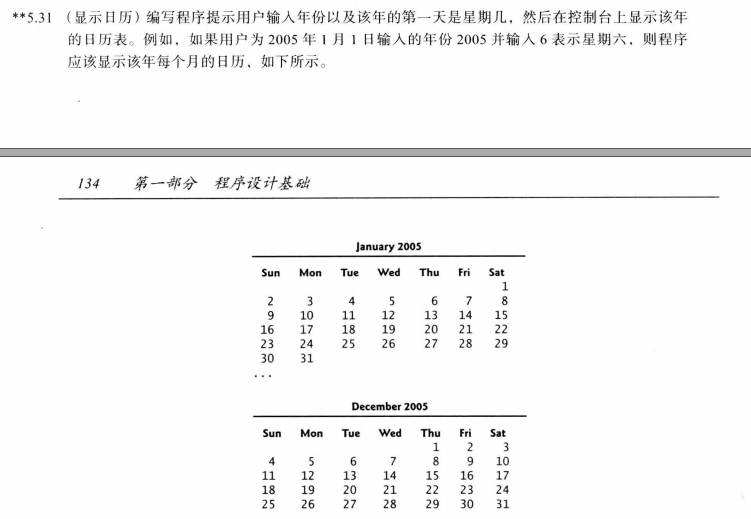 **5.31 （显示日历）编写程序提示用户输入年份以及该年的第一天是星期几，然后在控制台上显示该年
的日历表。例如，如果用户为 2005 年 1 月 1 日输入的年份 2005 并输入 6 表示星期六，则程序
应该显示该年每个月的日历，如下所示。
134 第一部分 程序设计基础
January 2005
Sun Mon Tue Wed Thu Fri Sat
1
2 3 4 5 6 7 8
9 10 11 12 13 14 15
16 17 18 19 20 21 22
23 24 25 26 27 28 29
30 31
...
December 2005
Sun Mon Tue Wed Thu Fri Sat
1 2 3
4 5 6 7 8 9 10
11 12 13 14 15 16 17
18 19 20 21 22 23 24
25 26 27 28 29 30 31